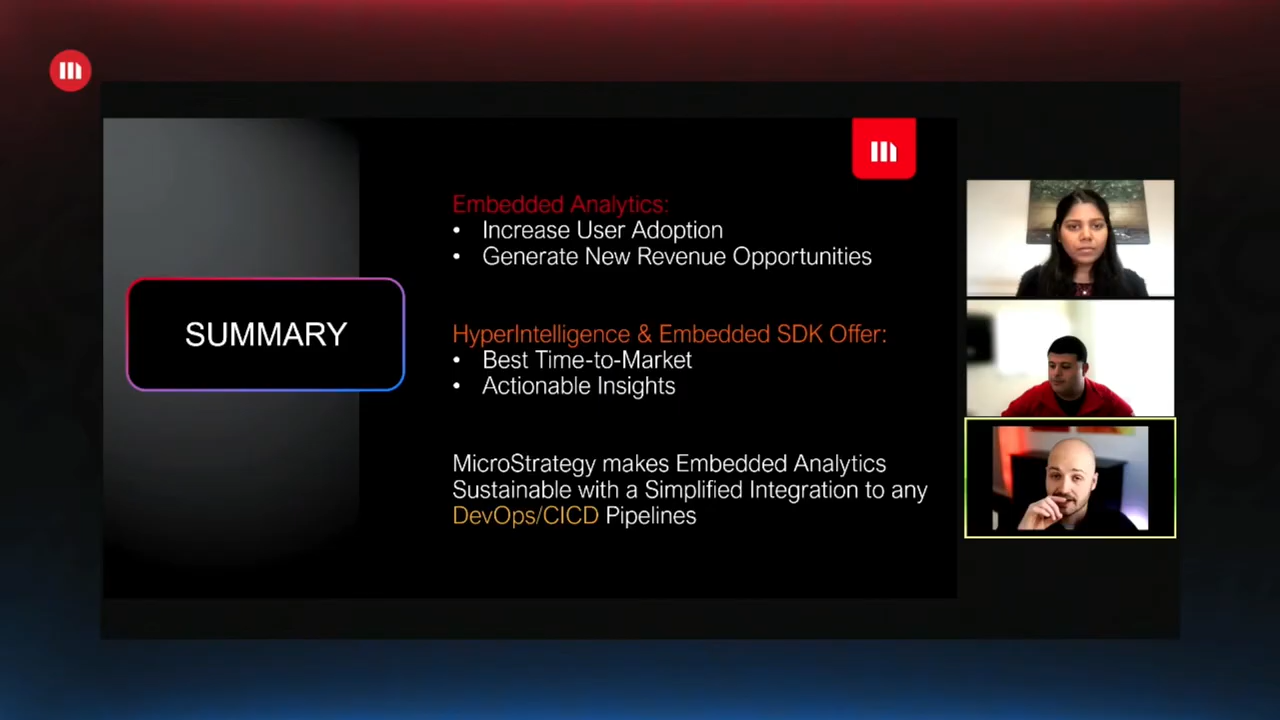 SUMMARY
Embedded Analytics:
• Increase User Adoption
• Generate New Revenue Opportunities
HyperIntelligence & Embedded SDK Offer:
• Best Time-to-Market
• Actionable Insights
MicroStrategy makes Embedded Analytics
Sustainable with a Simplified Integration to any
DevOps/CICD Pipelines